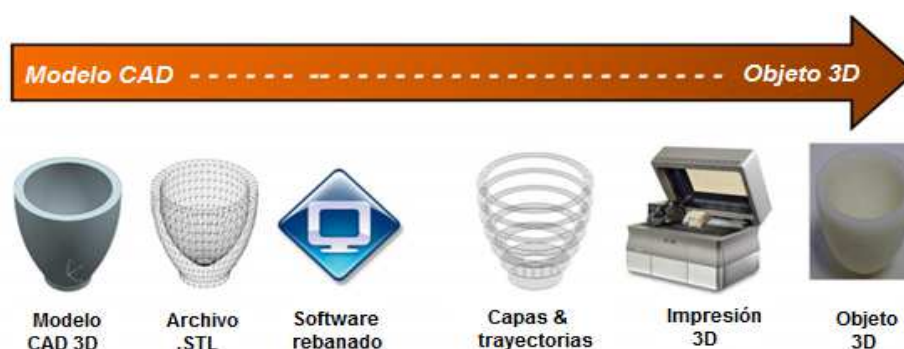 Modelo CAD
Objeto 3D
Modelo
CAD 3D
Archivo
.STL
Software
rebanado
Capas &
trayectorias
Impresión
3D
Objeto
3D